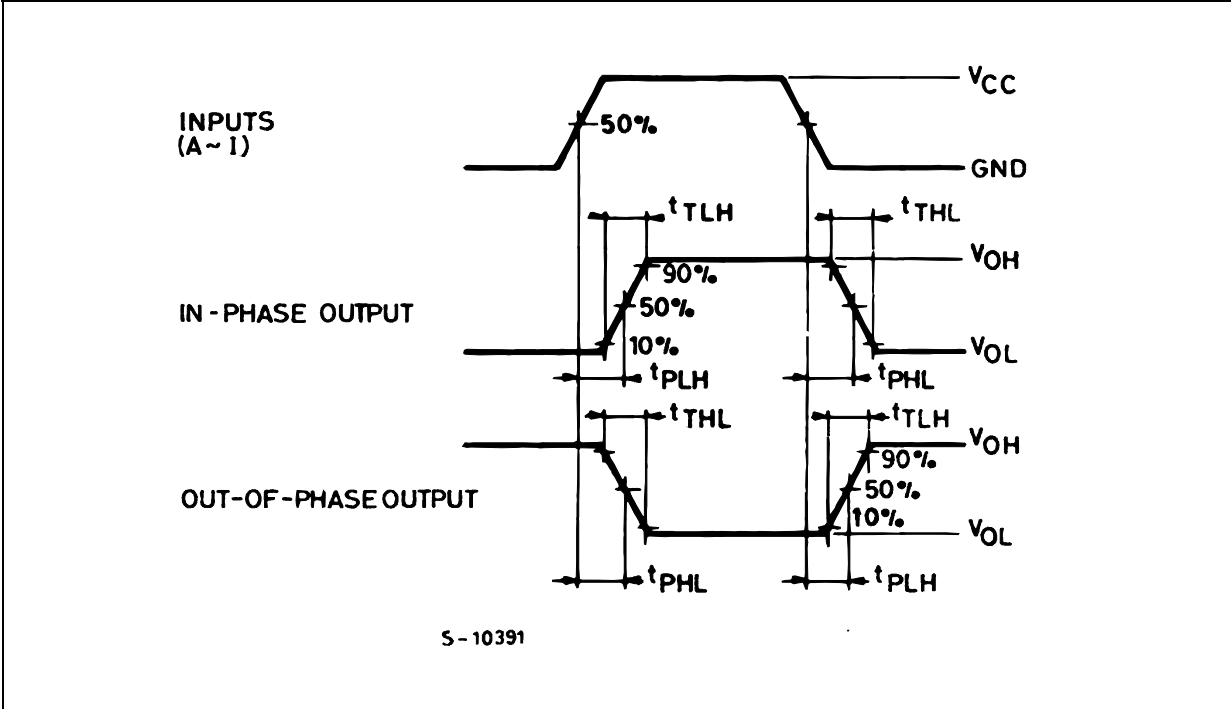 VCC
INPUTS
(A~I)
50%
GND
tTLH
tTHL
VOH
90%
50%
IN-PHASE OUTPUT
10%
VOL
tPLH
tPHL
tTHL
tTLH
VOH
90%
50%
OUT-OF-PHASE OUTPUT
10%
VOL
tPHL
tPLH
S-10391